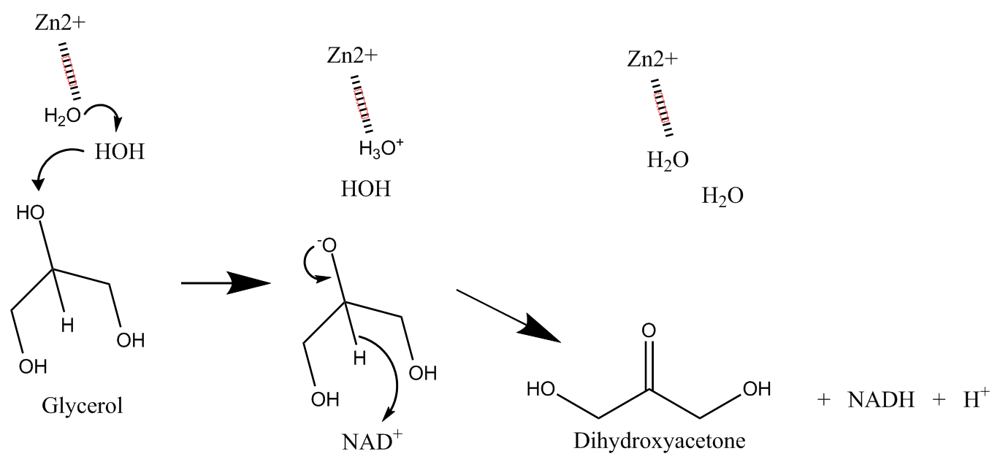 Zn2+
H₂O
HOH
HO
H
OH
OH
Glycerol
Zn2+
H₃O⁺
HOH
⁻O
H
OH
OH
NAD⁺
Zn2+
H₂O
H₂O
O
HO
OH
Dihydroxyacetone
+ NADH + H⁺